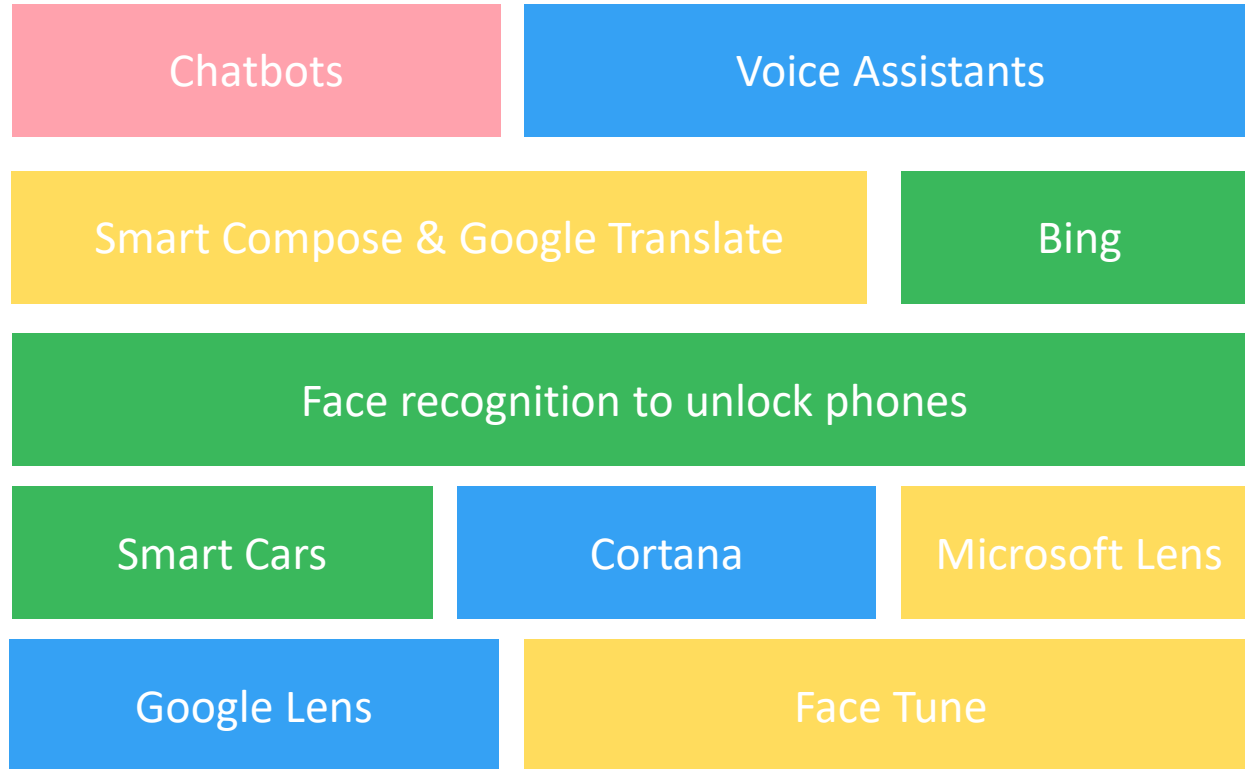 Chatbots
Voice Assistants
Smart Compose & Google Translate
Bing
Face recognition to unlock phones
Smart Cars
Cortana
Microsoft Lens
Google Lens
Face Tune